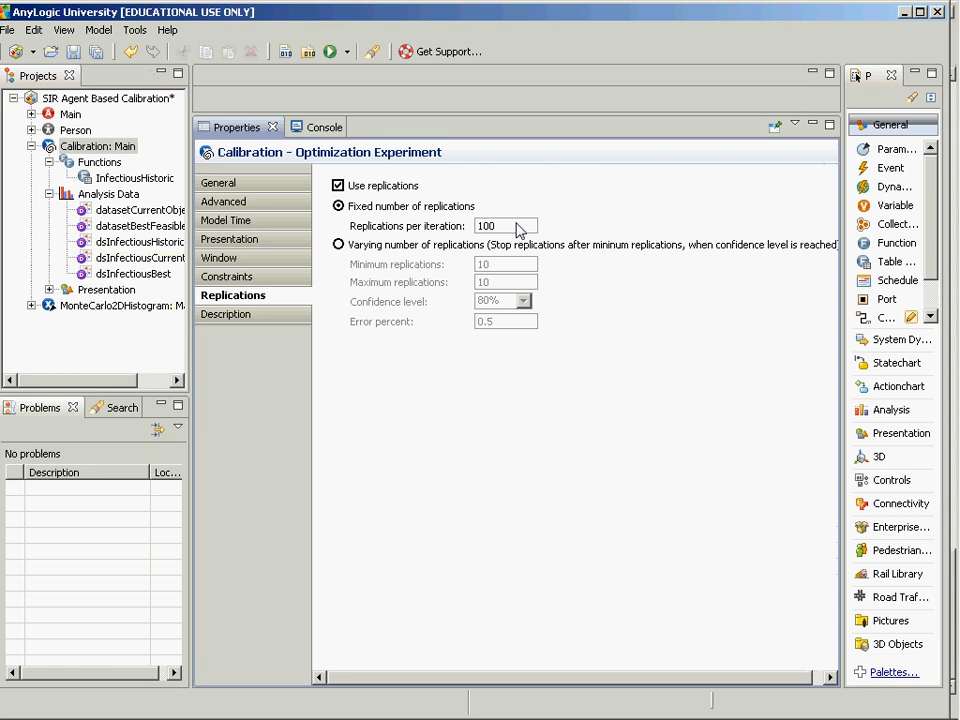 AnyLogic University [EDUCATIONAL USE ONLY]
File Edit View Model Tools Help
Get Support...
Projects
SIR Agent Based Calibration*
Main
Person
Calibration: Main
Functions
InfectiousHistoric
Analysis Data
datasetCurrentObje
datasetBestFeasible
dsInfectiousHistoric
dsInfectiousCurrent
dsInfectiousBest
Presentation
MonteCarlo2DHistogram: M
Problems Search
No problems
Description Loc...
Properties Console
Calibration - Optimization Experiment
General
Advanced
Model Time
Presentation
Window
Constraints
Replications
Description
Use replications
Fixed number of replications
Replications per iteration: 100
Varying number of replications (Stop replications after minimum replications, when confidence level is reached)
Minimum replications: 10
Maximum replications: 10
Confidence level: 80%
Error percent: 0.5
P
General
Param...
Event
Dyna...
Variable
Collect...
Function
Table ...
Schedule
Port
C...
System Dy...
Statechart
Actionchart
Analysis
Presentation
3D
Controls
Connectivity
Enterprise...
Pedestrian...
Rail Library
Road Traf...
Pictures
3D Objects
Palettes...